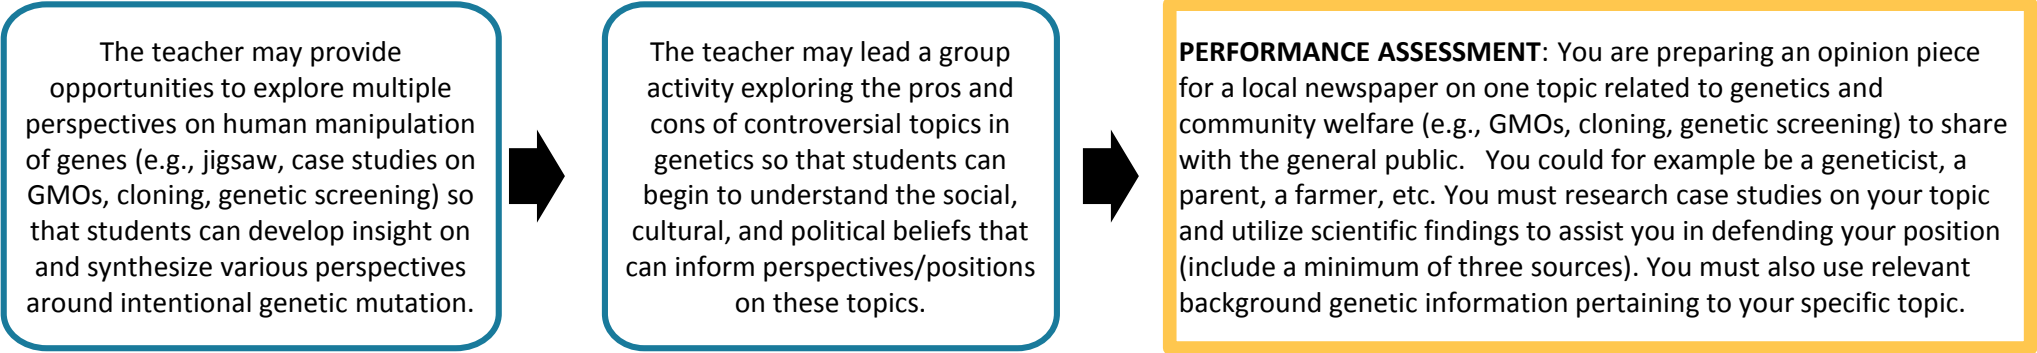 The teacher may provide
opportunities to explore multiple
perspectives on human manipulation
of genes (e.g., jigsaw, case studies on
GMOs, cloning, genetic screening) so
that students can develop insight on
and synthesize various perspectives
around intentional genetic mutation.
The teacher may lead a group
activity exploring the pros and
cons of controversial topics in
genetics so that students can
begin to understand the social,
cultural, and political beliefs that
can inform perspectives/positions
on these topics.
PERFORMANCE ASSESSMENT: You are preparing an opinion piece
for a local newspaper on one topic related to genetics and
community welfare (e.g., GMOs, cloning, genetic screening) to share
with the general public.   You could for example be a geneticist, a
parent, a farmer, etc. You must research case studies on your topic
and utilize scientific findings to assist you in defending your position
(include a minimum of three sources). You must also use relevant
background genetic information pertaining to your specific topic.